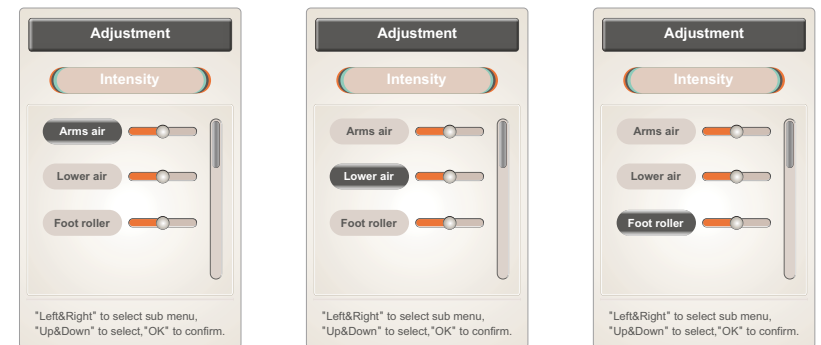 Adjustment
Intensity
Arms air
Lower air
Foot roller
"Left&Right" to select sub menu,
"Up&Down" to select,"OK" to confirm.
Adjustment
Intensity
Arms air
Lower air
Foot roller
"Left&Right" to select sub menu,
"Up&Down" to select,"OK" to confirm.
Adjustment
Intensity
Arms air
Lower air
Foot roller
"Left&Right" to select sub menu,
"Up&Down" to select,"OK" to confirm.